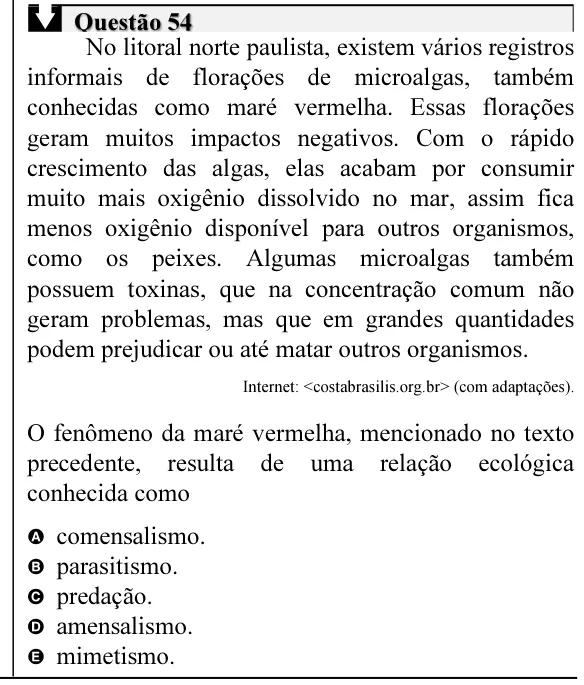 Questão 54
No litoral norte paulista, existem vários registros
informais de florações de microalgas, também
conhecidas como maré vermelha. Essas florações
geram muitos impactos negativos. Com o rápido
crescimento das algas, elas acabam por consumir
muito mais oxigênio dissolvido no mar, assim fica
menos oxigênio disponível para outros organismos,
como os peixes. Algumas microalgas também
possuem toxinas, que na concentração comum não
geram problemas, mas que em grandes quantidades
podem prejudicar ou até matar outros organismos.
Internet: <costabrasilis.org.br> (com adaptações).
O fenômeno da maré vermelha, mencionado no texto
precedente, resulta de uma relação ecológica
conhecida como
A comensalismo.
B parasitismo.
C predação.
D amensalismo.
E mimetismo.